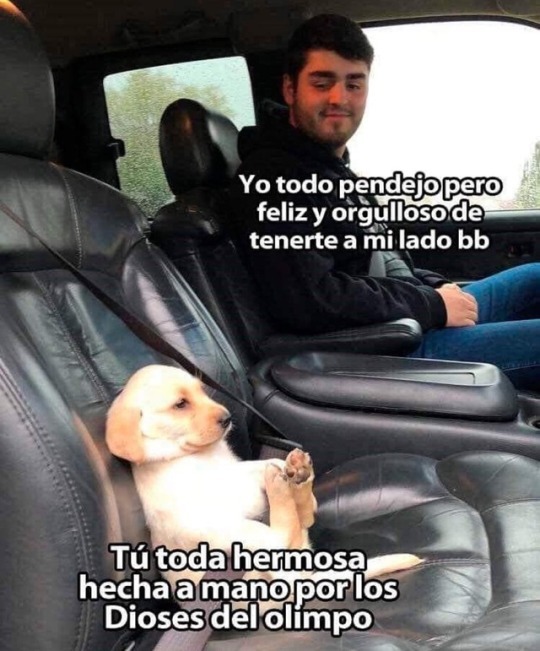 Yo todo pendejo pero
feliz y orgulloso de
tenerte a mi lado bb
Tú toda hermosa
hecha a mano por los
Dioses del olimpo